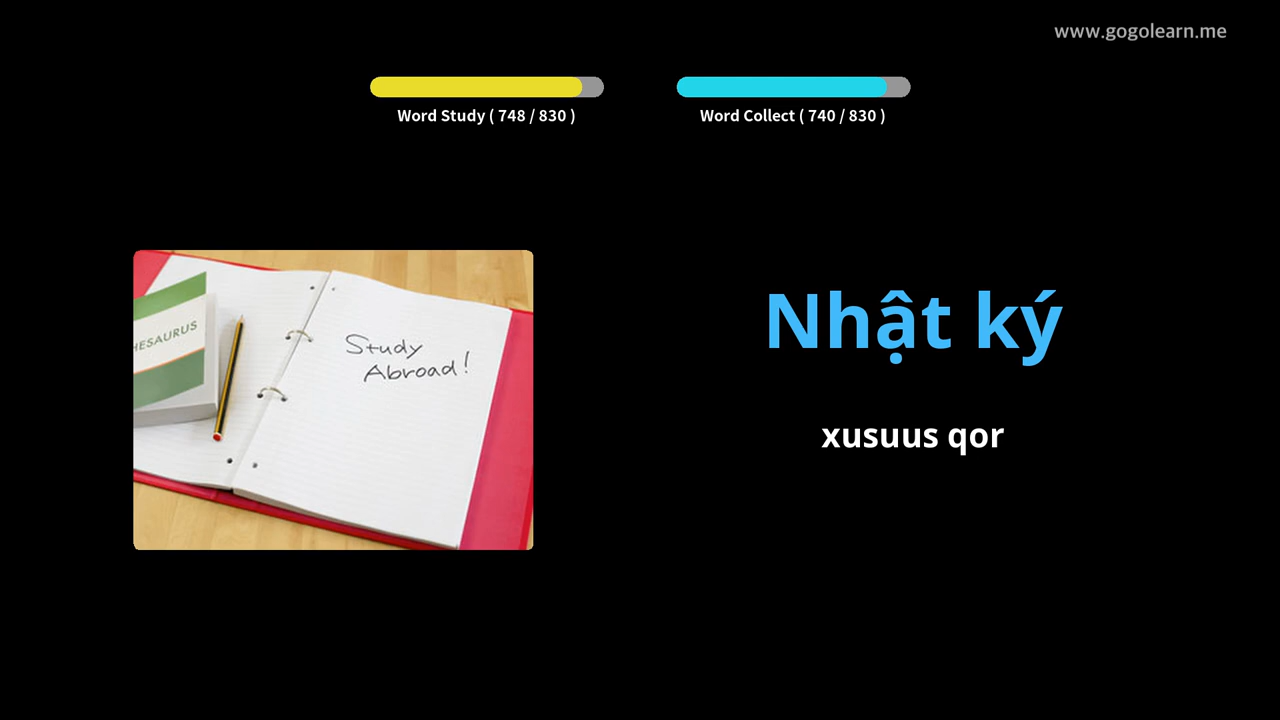 www.gogolearn.me
Word Study ( 748 / 830 )
Word Collect ( 740 / 830 )
HESAURUS
Study
Abroad!
Nhật ký
xusuus qor